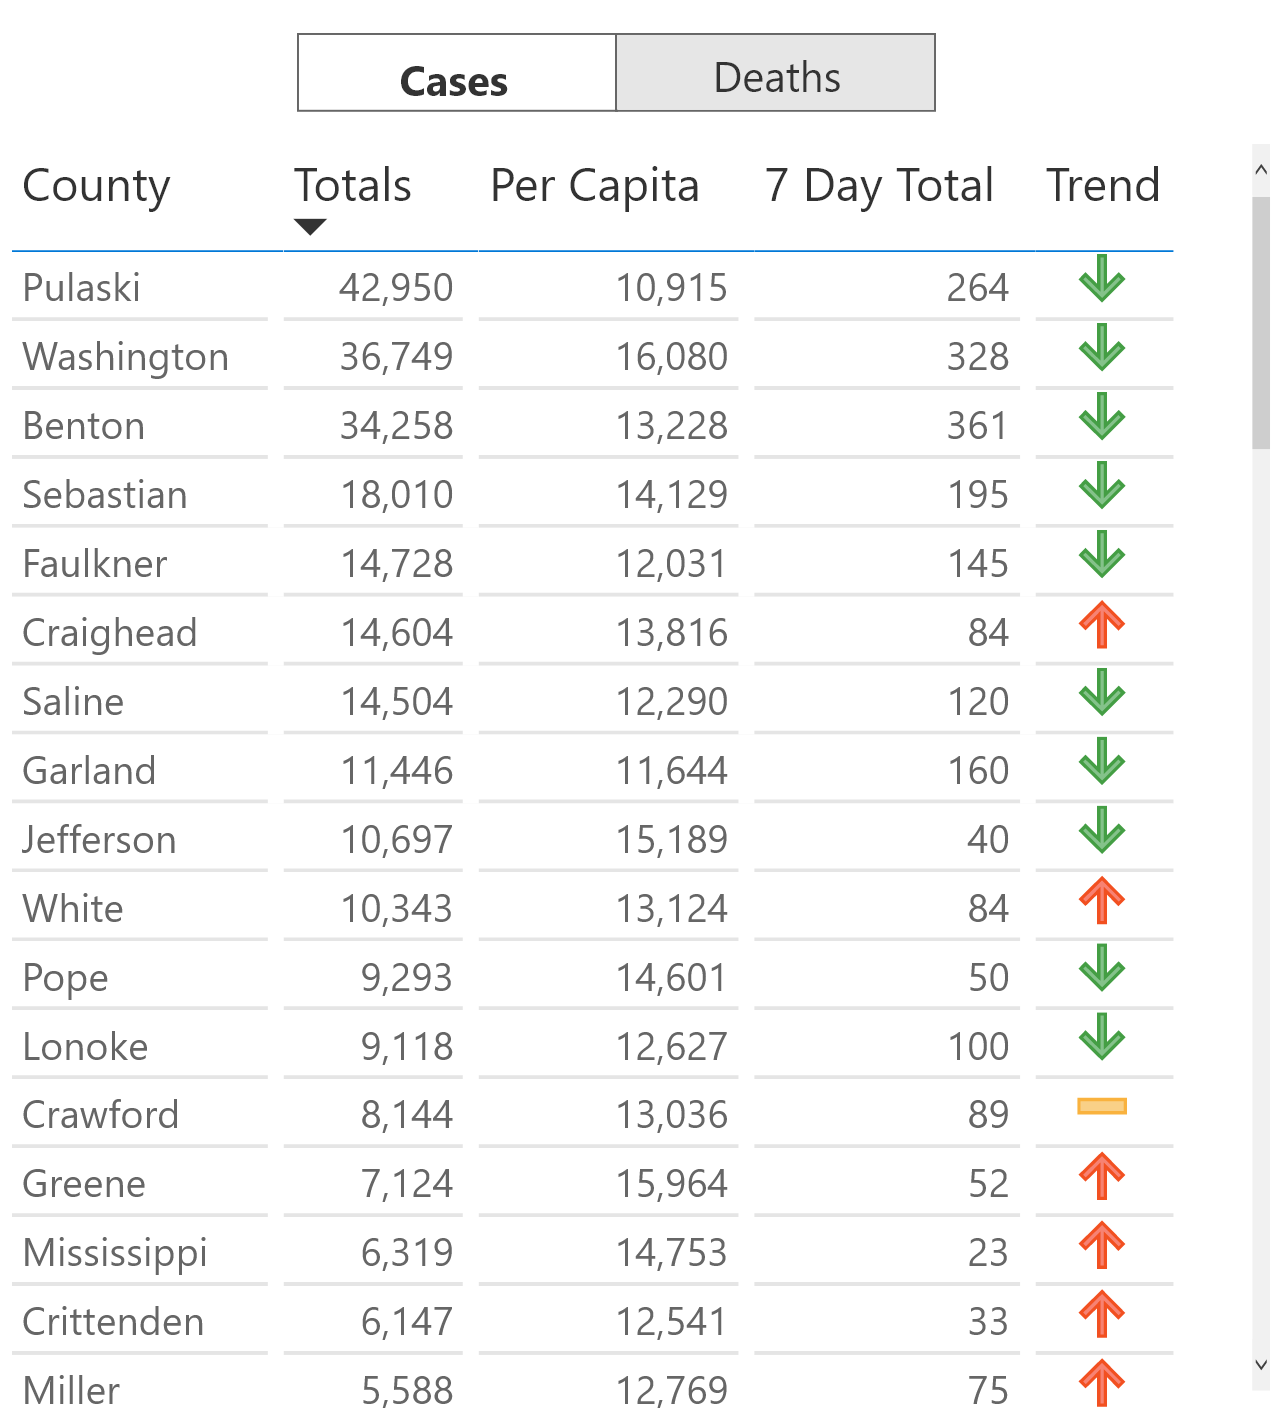 Cases Deaths
County Totals Per Capita 7 Day Total Trend
Pulaski 42,950 10,915 264
Washington 36,749 16,080 328
Benton 34,258 13,228 361
Sebastian 18,010 14,129 195
Faulkner 14,728 12,031 145
Craighead 14,604 13,816 84
Saline 14,504 12,290 120
Garland 11,446 11,644 160
Jefferson 10,697 15,189 40
White 10,343 13,124 84
Pope 9,293 14,601 50
Lonoke 9,118 12,627 100
Crawford 8,144 13,036 89
Greene 7,124 15,964 52
Mississippi 6,319 14,753 23
Crittenden 6,147 12,541 33
Miller 5,588 12,769 75